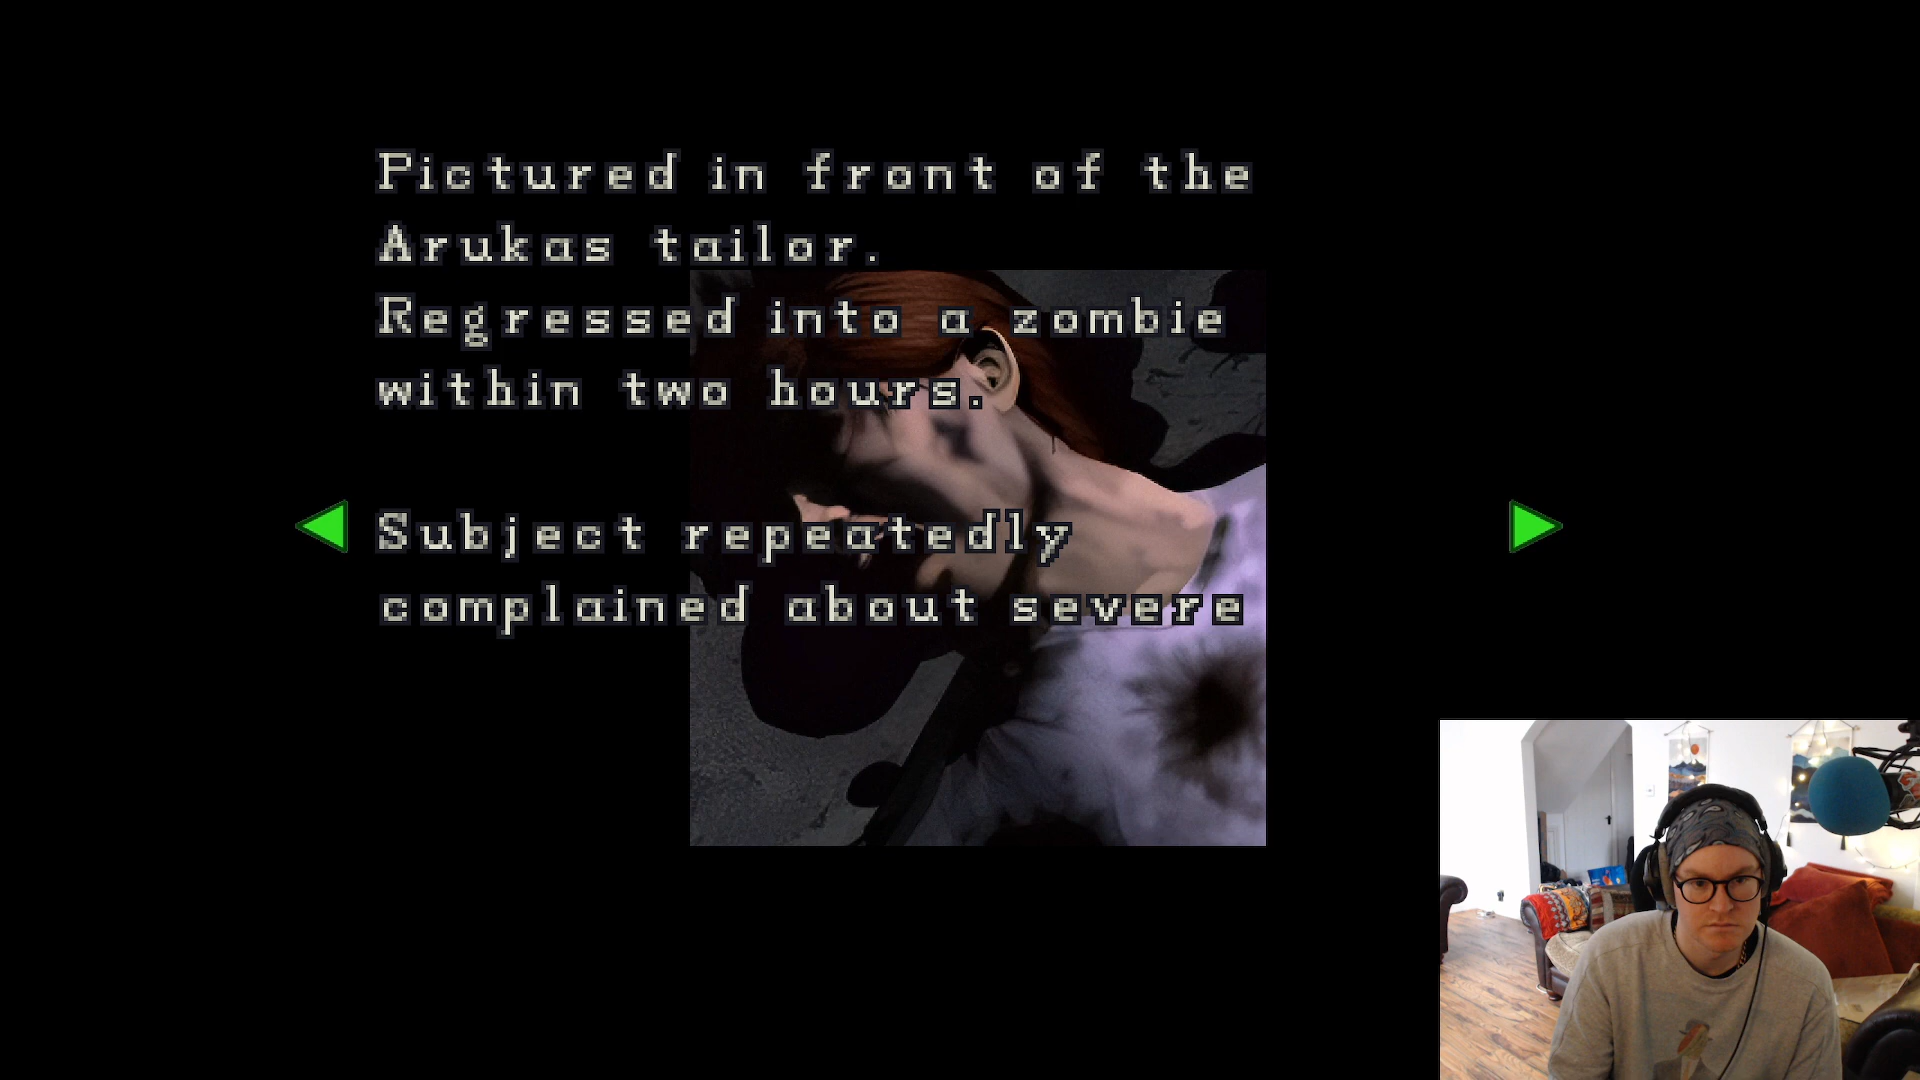 Pictured in front of the
Arukas tailor.
Regressed into a zombie
within two hours.
Subject repeatedly
complained about severe